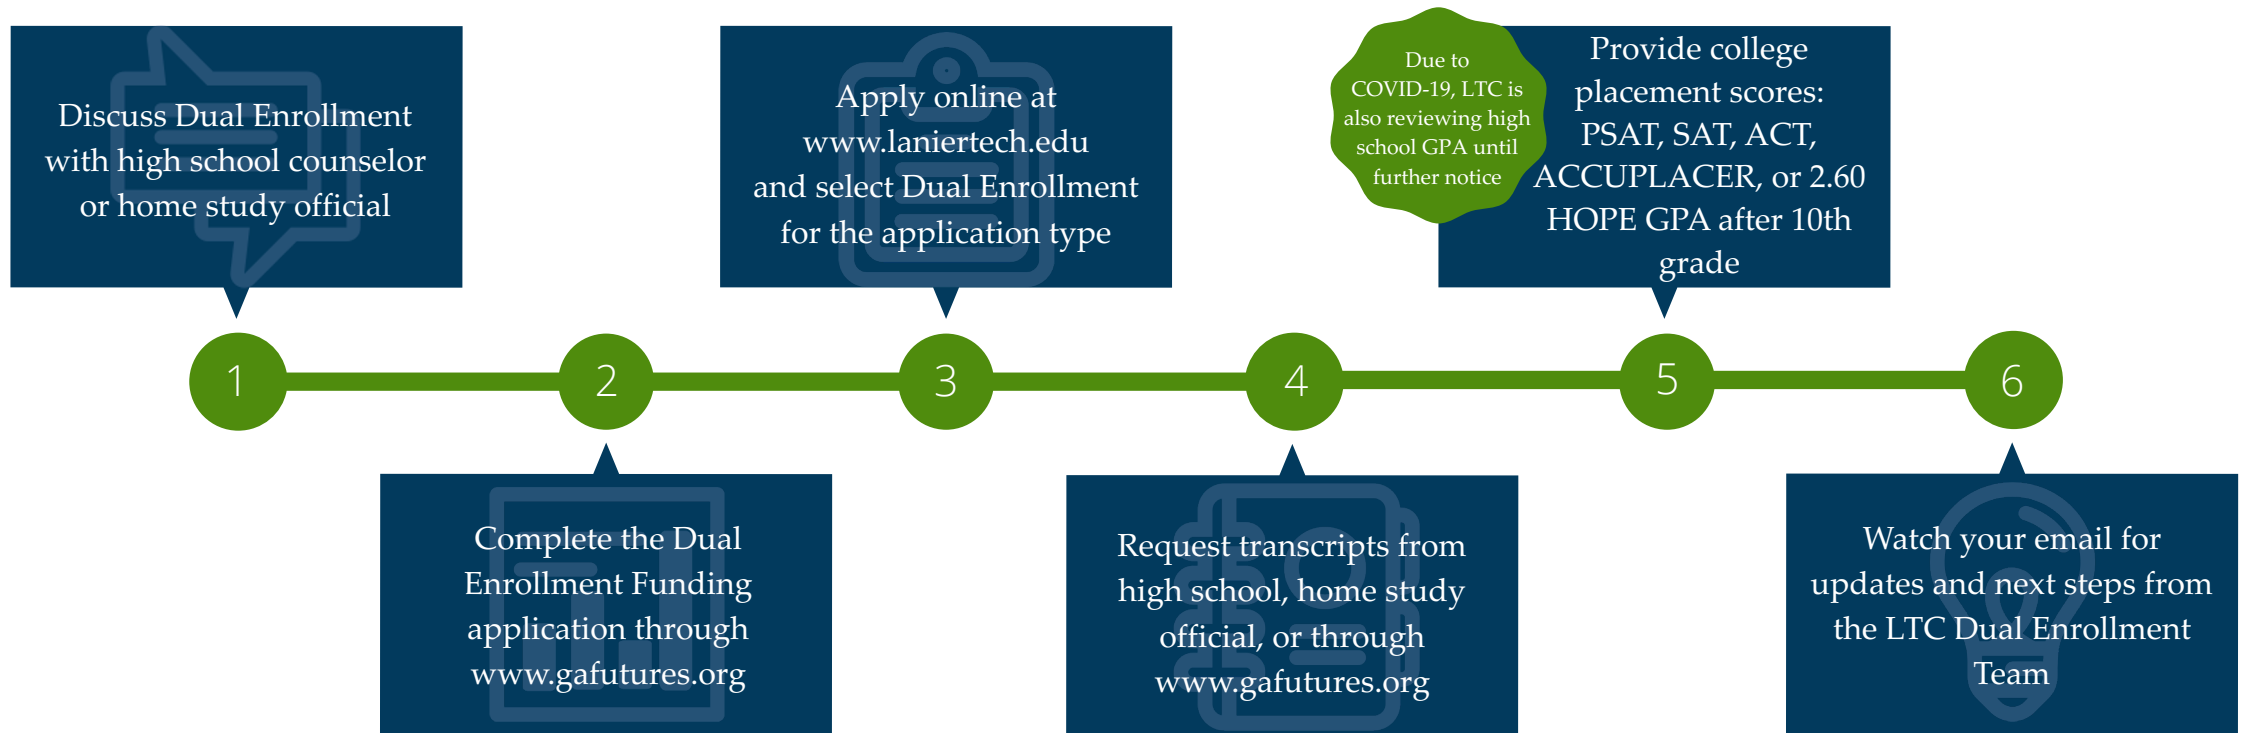 Discuss Dual Enrollment
with high school counselor
or home study official
1
Complete the Dual
Enrollment Funding
application through
www.gafutures.org
2
Apply online at
www.laniertech.edu
and select Dual Enrollment
for the application type
3
Request transcripts from
high school, home study
official, or through
www.gafutures.org
4
Due to
COVID-19, LTC is
also reviewing high
school GPA until
further notice
Provide college
placement scores:
PSAT, SAT, ACT,
ACCUPLACER, or 2.60
HOPE GPA after 10th
grade
5
Watch your email for
updates and next steps from
the LTC Dual Enrollment
Team
6